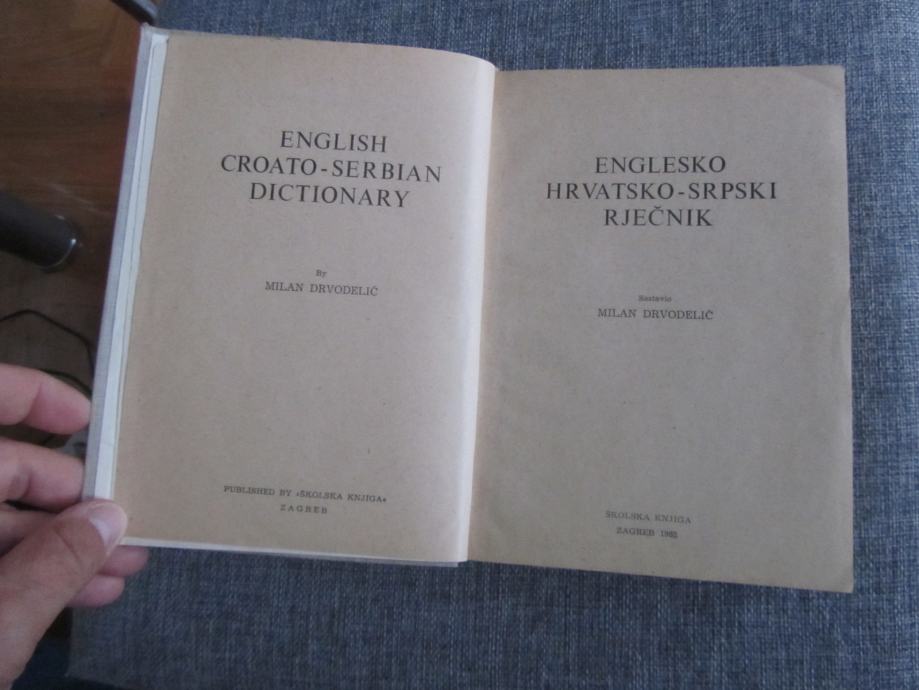 ENGLISH
CROATO-SERBIAN
DICTIONARY
By
MILAN DRVODELIĆ
PUBLISHED BY »ŠKOLSKA KNJIGA«
ZAGREB
ENGLESKO
HRVATSKO-SRPSKI
RJEČNIK
Sastavio
MILAN DRVODELIĆ
ŠKOLSKA KNJIGA
ZAGREB